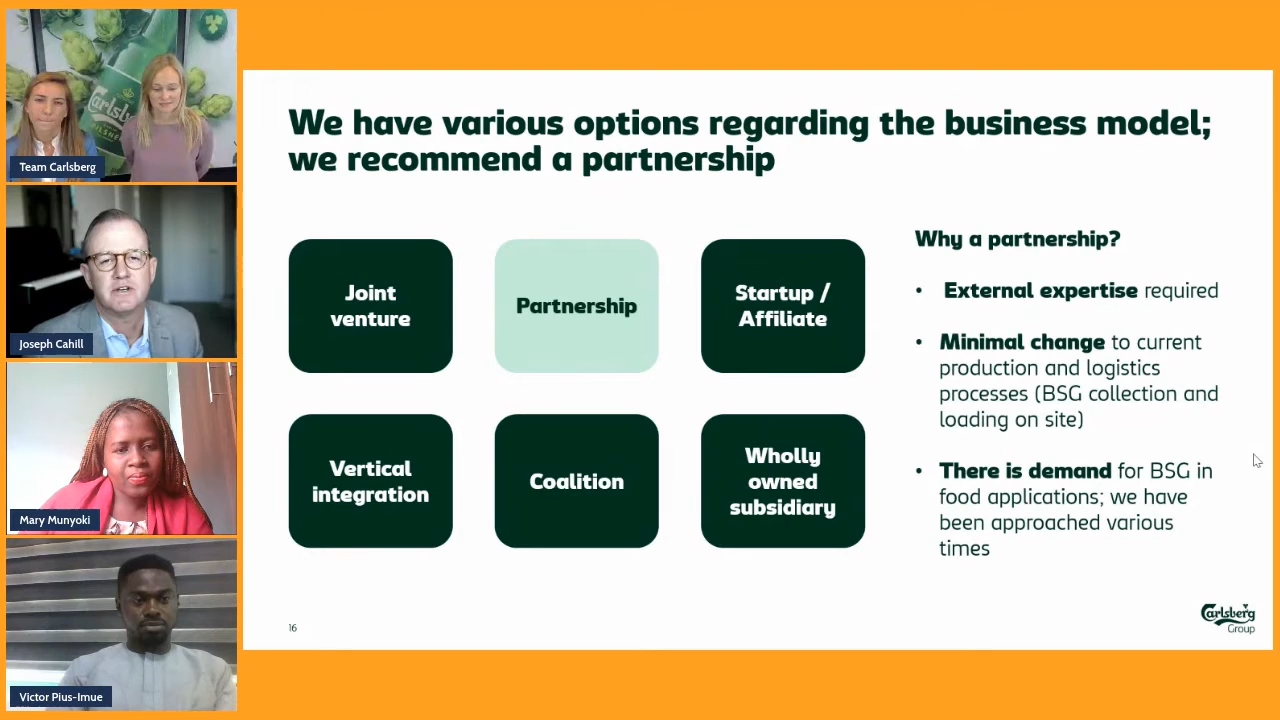 Carlsberg
Team Carlsberg
Joseph Cahill
Mary Munyoki
Victor Pius-Imue
We have various options regarding the business model;
we recommend a partnership
Joint
venture
Partnership
Startup /
Affiliate
Vertical
integration
Coalition
Wholly
owned
subsidiary
Why a partnership?
• External expertise required
• Minimal change to current
production and logistics
processes (BSG collection and
loading on site)
• There is demand for BSG in
food applications; we have
been approached various
times
16
Carlsberg
Group